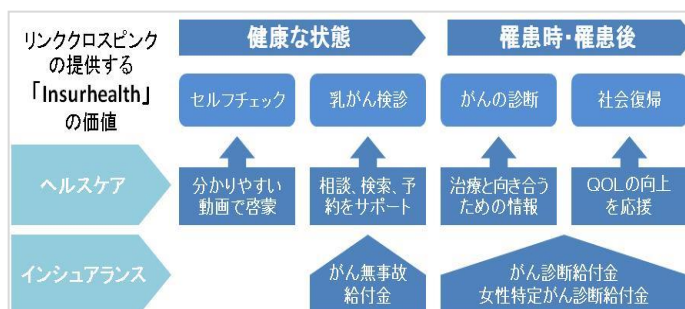 リンククロスピンク
の提供する
「Insurhealth」
の価値
健康な状態
罹患時・罹患後
セルフチェック
乳がん検診
がんの診断
社会復帰
ヘルスケア
分かりやすい
動画で啓蒙
相談、検索、予
約をサポート
治療と向き合う
ための情報
QOLの向上
を応援
インシュアランス
がん無事故
給付金
がん診断給付金
女性特定がん診断給付金